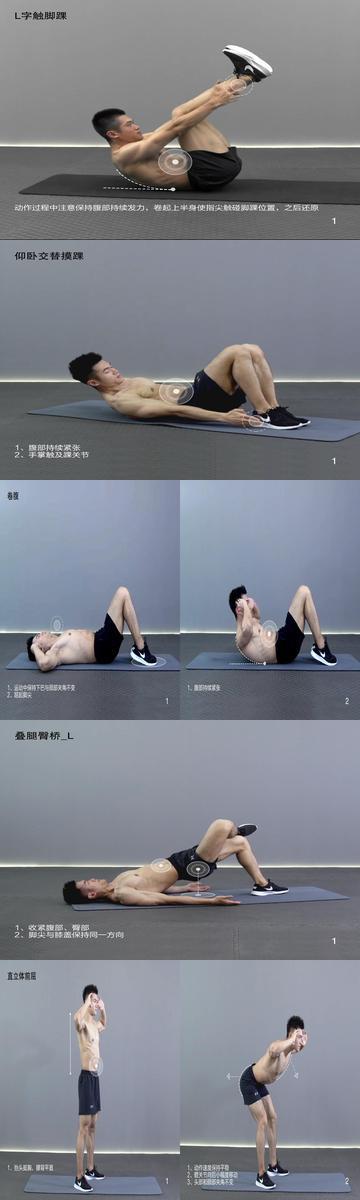 L字触脚踝
动作过程中注意保持腹部持续发力，卷起上半身使指尖触碰脚踝位置，之后还原
1
仰卧交替摸踝
1、腹部持续紧张
2、手掌触及踝关节
1
卷腹
1、运动中保持下巴与颈部夹角不变
2、翘起脚尖
1
1、腹部持续紧张
2
叠腿臀桥_L
1、收紧腹部、臀部
2、脚尖与膝盖保持同一方向
1
直立体前屈
1、抬头挺胸，腰背平直
1
1、动作速度保持平稳
2、髋关节向后小幅度移动
3、头部和颈部夹角不变
2